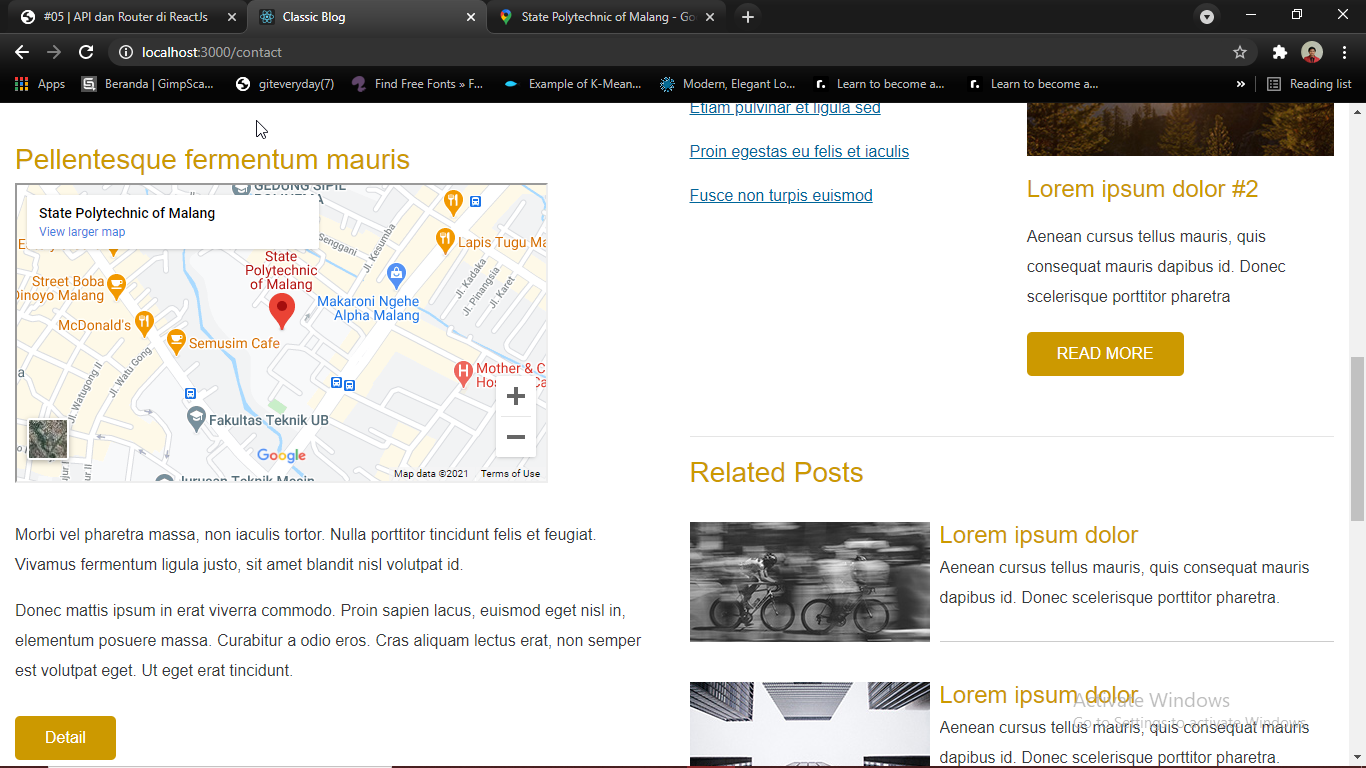 #05 | API dan Router di ReactJs
Classic Blog
State Polytechnic of Malang - Go
localhost:3000/contact
Apps
Beranda | GimpSca...
giteveryday(7)
Find Free Fonts » F...
Example of K-Mean...
Modern, Elegant Lo...
Learn to become a...
Learn to become a...
»
Reading list
Pellentesque fermentum mauris
GEDUNG SIPIL
State Polytechnic of Malang
View larger map
Senggani
Jl. Kesumba
Lapis Tugu Ma
State
Polytechnic
of Malang
Jl. Kadaka
Jl. Pinangsia
Jl. Karet
Street Boba
Dinoyo Malang
Makaroni Ngehe
Alpha Malang
McDonald's
Semusim Cafe
Jl. Watugong II
Jl. Watu Gong
Mother & C
Fakultas Teknik UB
Google
Jurusan Teknik Mesin
Map data ©2021
Terms of Use
Morbi vel pharetra massa, non iaculis tortor. Nulla porttitor tincidunt felis et feugiat.
Vivamus fermentum ligula justo, sit amet blandit nisl volutpat id.
Donec mattis ipsum in erat viverra commodo. Proin sapien lacus, euismod eget nisl in,
elementum posuere massa. Curabitur a odio eros. Cras aliquam lectus erat, non semper
est volutpat eget. Ut eget erat tincidunt.
Detail
Etiam pulvinar et ligula sed
Proin egestas eu felis et iaculis
Fusce non turpis euismod
Lorem ipsum dolor #2
Aenean cursus tellus mauris, quis
consequat mauris dapibus id. Donec
scelerisque porttitor pharetra
READ MORE
Related Posts
Lorem ipsum dolor
Aenean cursus tellus mauris, quis consequat mauris
dapibus id. Donec scelerisque porttitor pharetra.
Lorem ipsum dolor
Aenean cursus tellus mauris, quis consequat mauris
dapibus id. Donec scelerisque porttitor pharetra.
Activate Windows
Go to Settings to activate Windows.